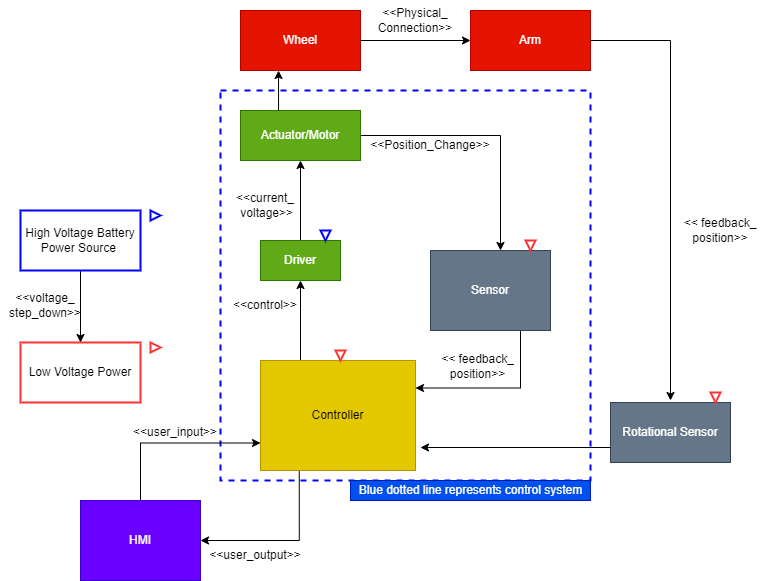 <<Physical_
Connection>>
Wheel
Arm
Actuator/Motor
<<Position_Change>>
<<current_
voltage>>
<< feedback_
position>>
High Voltage Battery
Power Source
Driver
Sensor
<<voltage_
step_down>>
<<control>>
Low Voltage Power
<< feedback_
position>>
Controller
<<user_input>>
Rotational Sensor
Blue dotted line represents control system
HMI
<<user_output>>